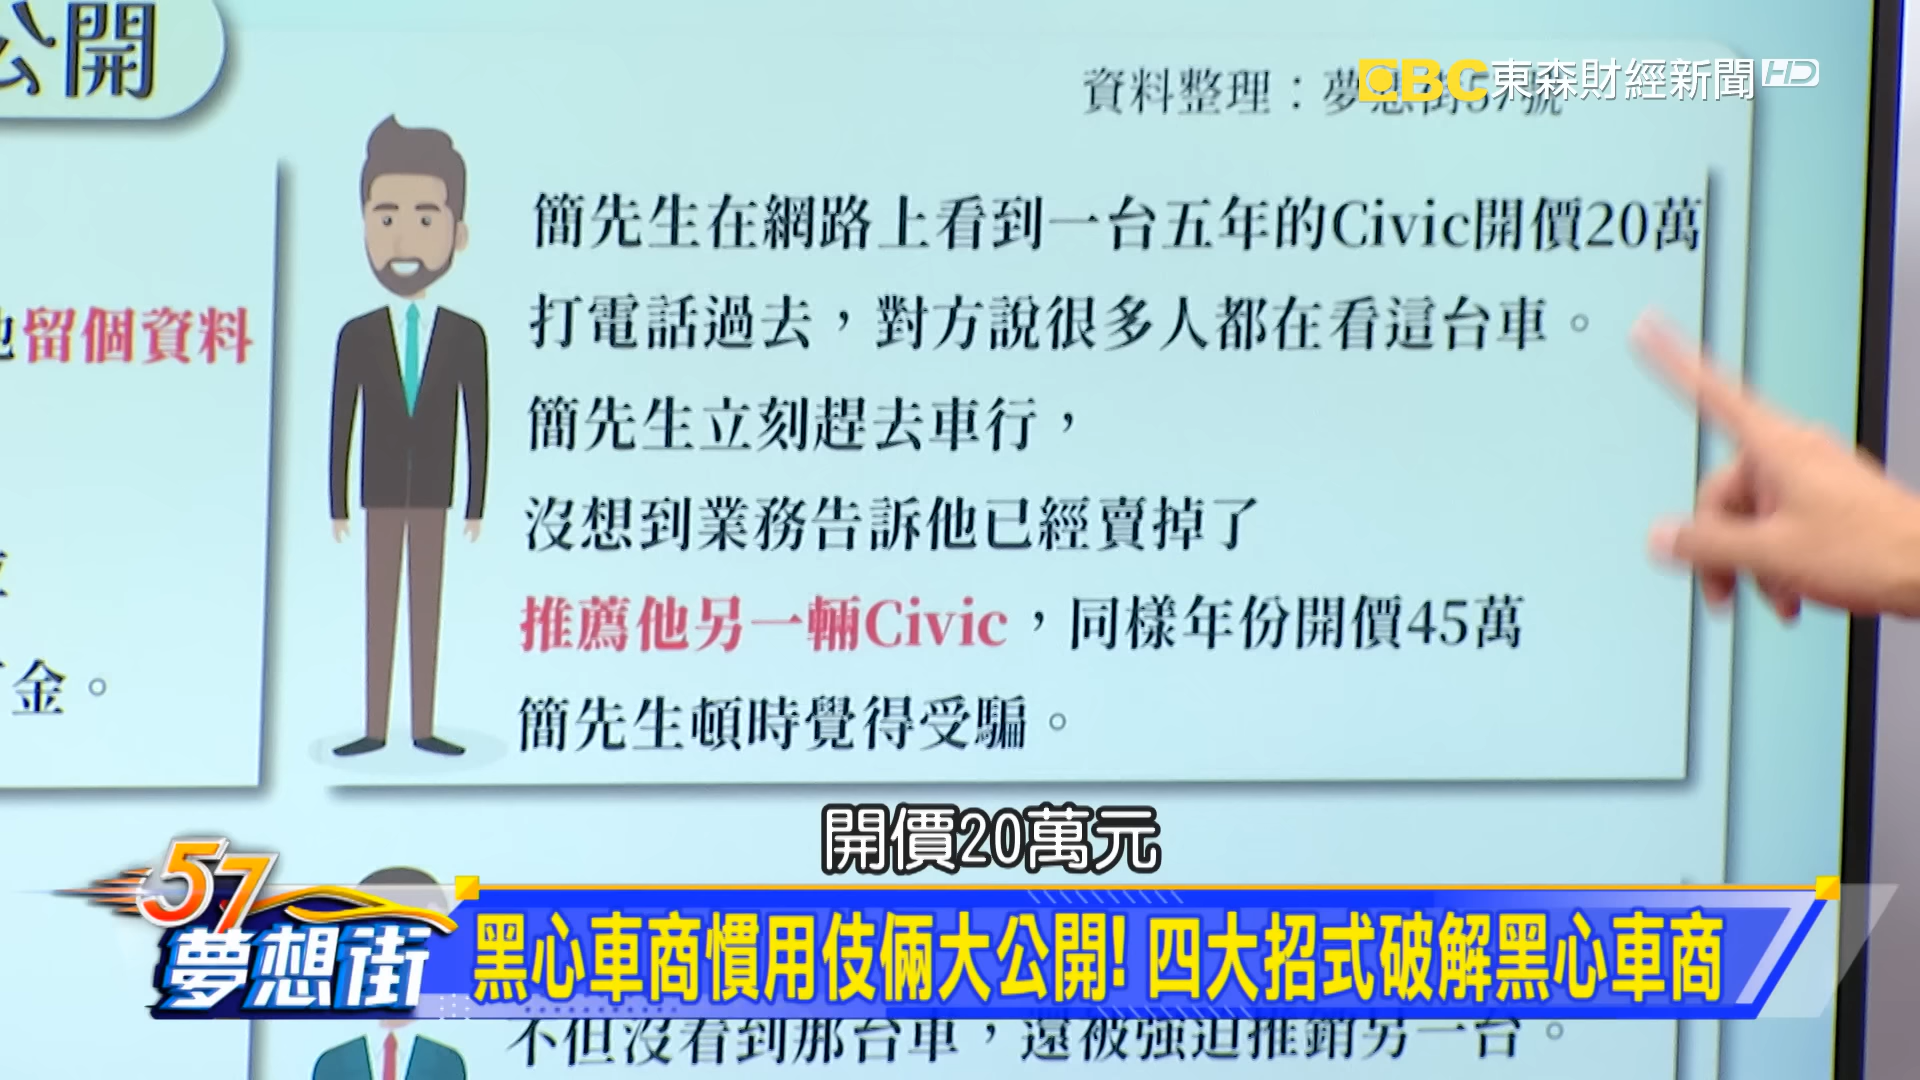 公開
資料整理：夢想街57號
EBC東森財經新聞HD
留個資料
金。
簡先生在網路上看到一台五年的Civic開價20萬
打電話過去，對方說很多人都在看這台車。
簡先生立刻趕去車行，
沒想到業務告訴他已經賣掉了
推薦他另一輛Civic，同樣年份開價45萬
簡先生頓時覺得受騙。
開價20萬元
57夢想街
黑心車商慣用伎倆大公開! 四大招式破解黑心車商
不但沒看到那台車，還被強迫推銷另一台。